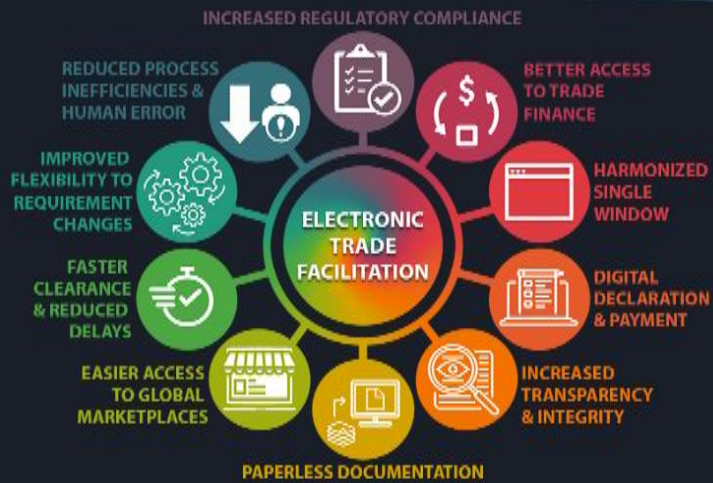 INCREASED REGULATORY COMPLIANCE
BETTER ACCESS
TO TRADE
FINANCE
HARMONIZED
SINGLE
WINDOW
DIGITAL
DECLARATION
& PAYMENT
INCREASED
TRANSPARENCY
& INTEGRITY
PAPERLESS DOCUMENTATION
EASIER ACCESS
TO GLOBAL
MARKETPLACES
FASTER
CLEARANCE
& REDUCED
DELAYS
IMPROVED
FLEXIBILITY TO
REQUIREMENT
CHANGES
REDUCED PROCESS
INEFFICIENCIES &
HUMAN ERROR
ELECTRONIC
TRADE
FACILITATION
$